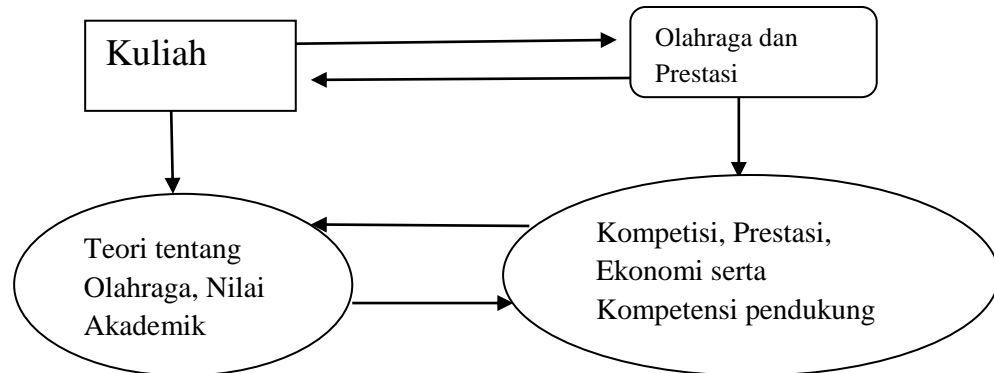 Kuliah
Olahraga dan
Prestasi
Teori tentang
Olahraga, Nilai
Akademik
Kompetisi, Prestasi,
Ekonomi serta
Kompetensi pendukung